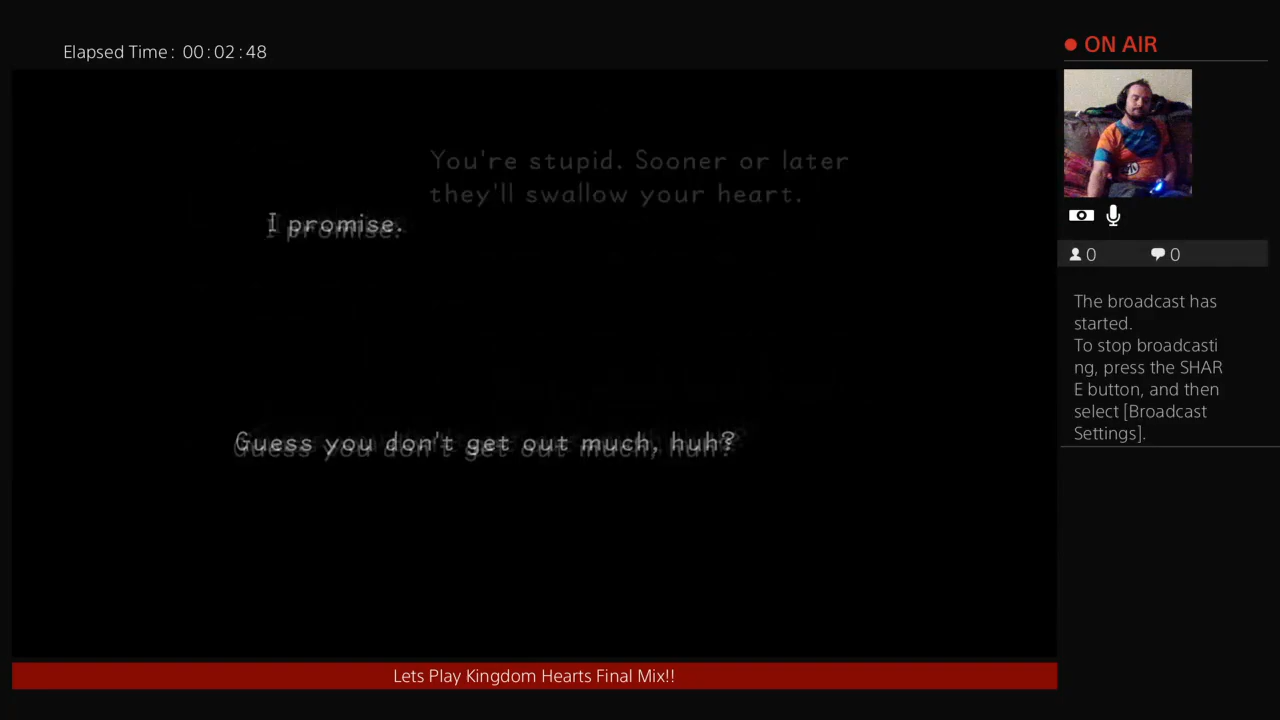 Elapsed Time: 00:02:48
ON AIR
You're stupid. Sooner or later
they'll swallow your heart.
I promise.
Guess you don't get out much, huh?
0
0
The broadcast has
started.
To stop broadcasti
ng, press the SHAR
E button, and then
select [Broadcast
Settings].
Lets Play Kingdom Hearts Final Mix!!